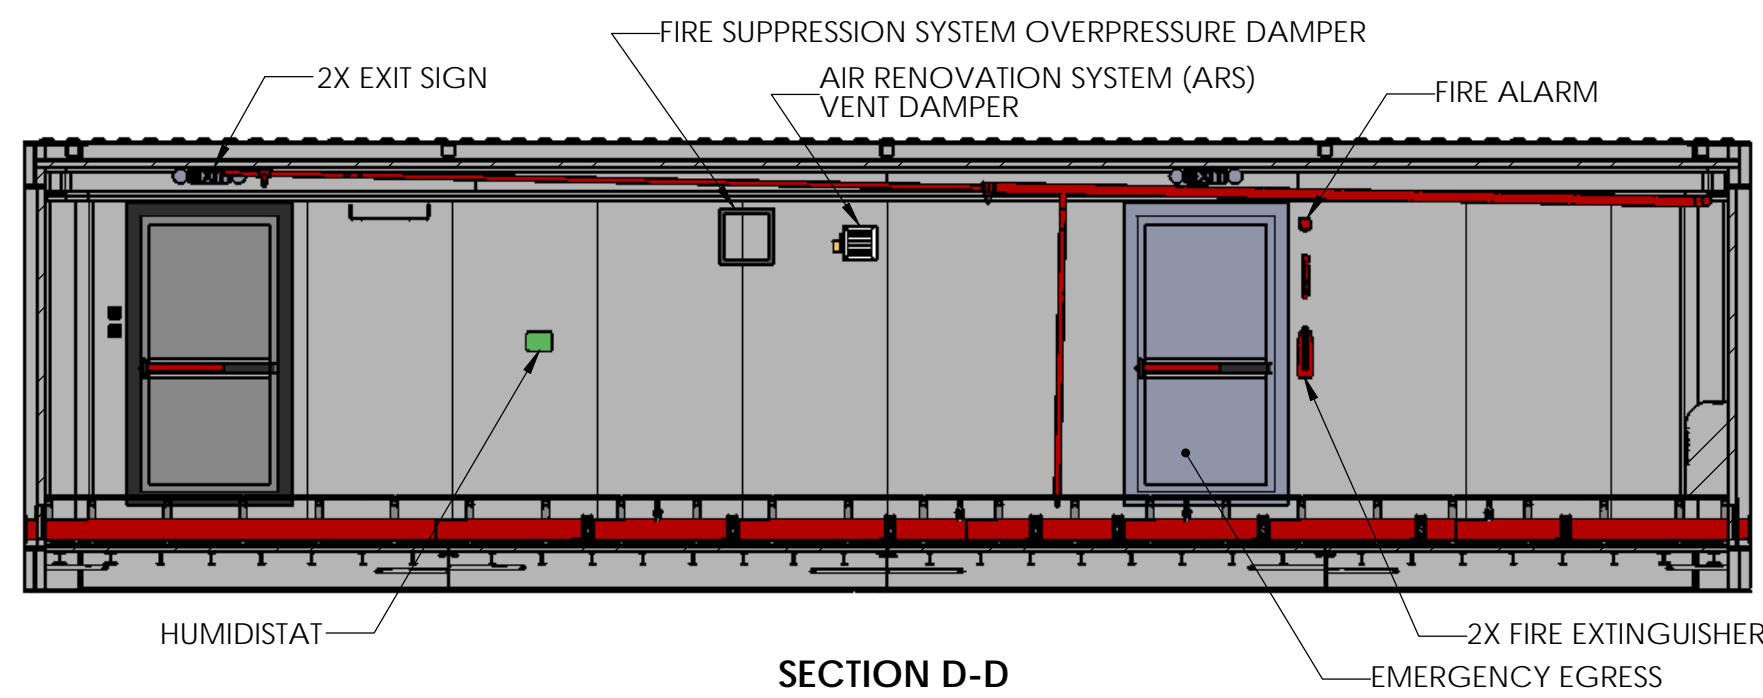 FIRE SUPPRESSION SYSTEM OVERPRESSURE DAMPER
2X EXIT SIGN
AIR RENOVATION SYSTEM (ARS)
VENT DAMPER
FIRE ALARM
HUMIDISTAT
2X FIRE EXTINGUISHER
EMERGENCY EGRESS
SECTION D-D